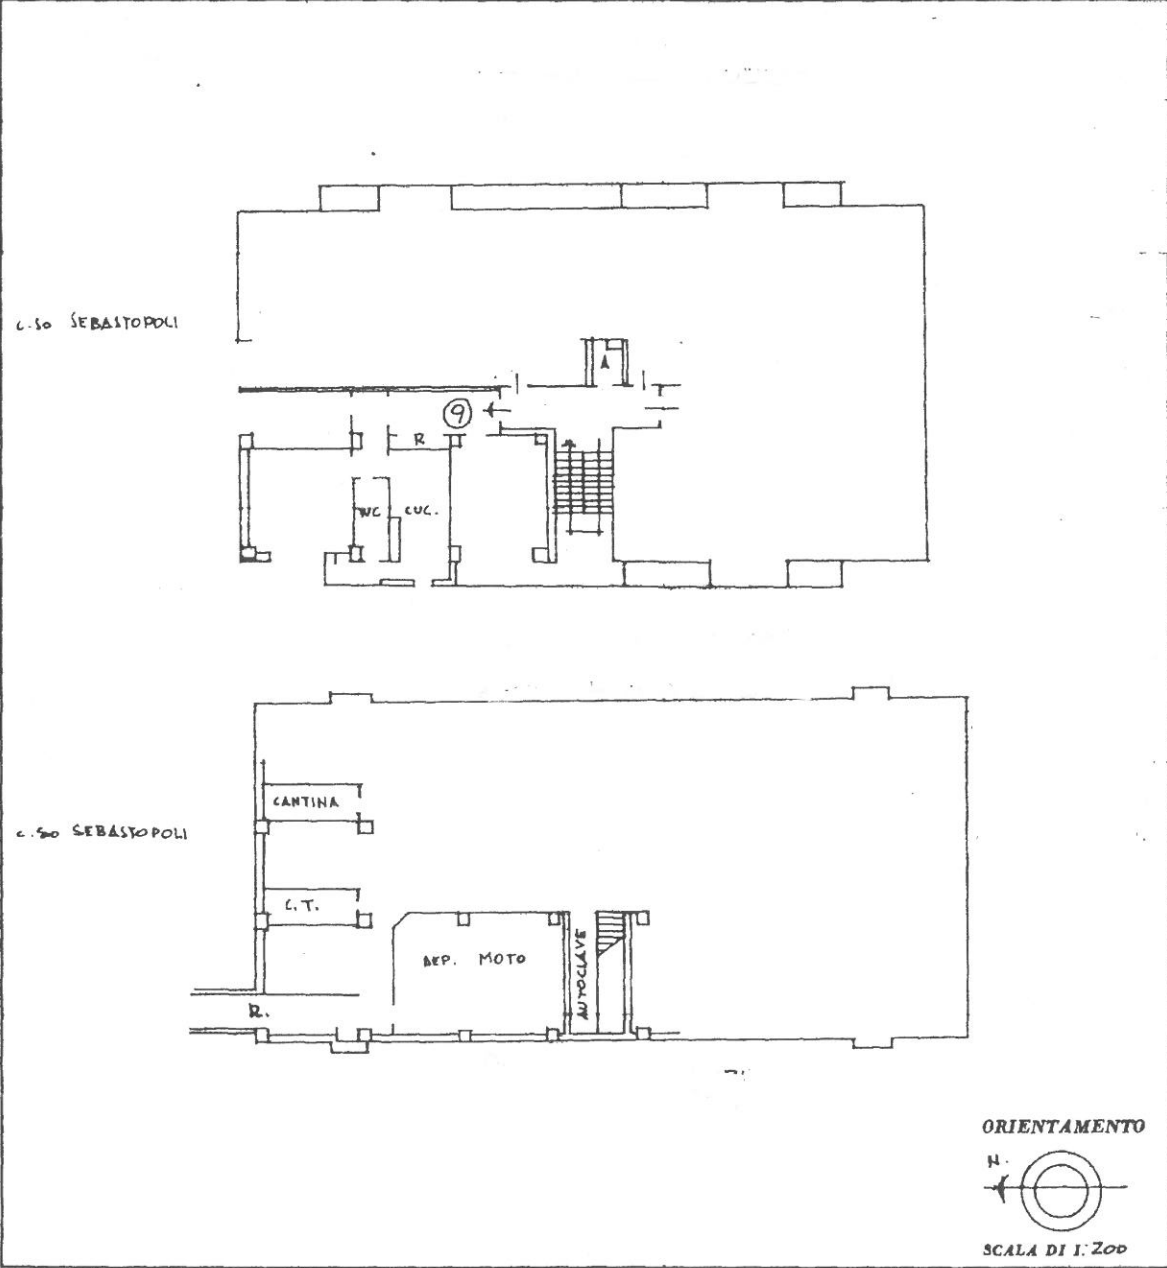 C.SO SEBASTOPOLI
A
9
R
WC CUC.
CANTINA
C.SO SEBASTOPOLI
C.T.
DEP. MOTO
AUTOCLAVE
R.
ORIENTAMENTO
N.
SCALA DI 1:200